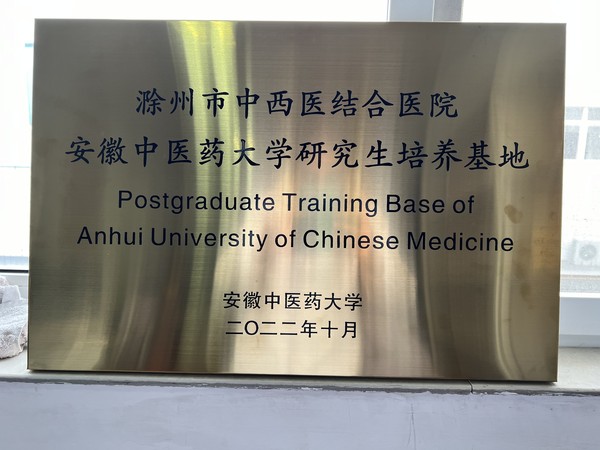 滁州市中西医结合医院
安徽中医药大学研究生培养基地
Postgraduate Training Base of
Anhui University of Chinese Medicine
安徽中医药大学
二〇二二年十月